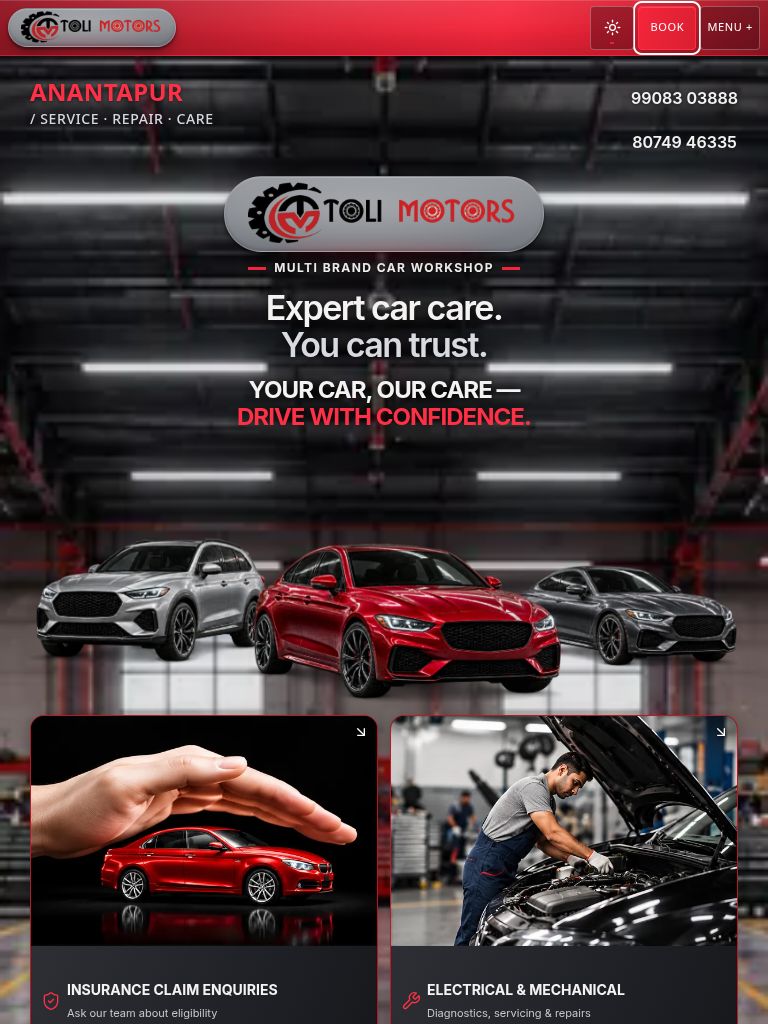 TOLI MOTORS
BOOK
MENU +
ANANTAPUR
/ SERVICE · REPAIR · CARE
99083 03888
80749 46335
TOLI MOTORS
MULTI BRAND CAR WORKSHOP
Expert car care.
You can trust.
YOUR CAR, OUR CARE —
DRIVE WITH CONFIDENCE.
INSURANCE CLAIM ENQUIRIES
Ask our team about eligibility
ELECTRICAL & MECHANICAL
Diagnostics, servicing & repairs